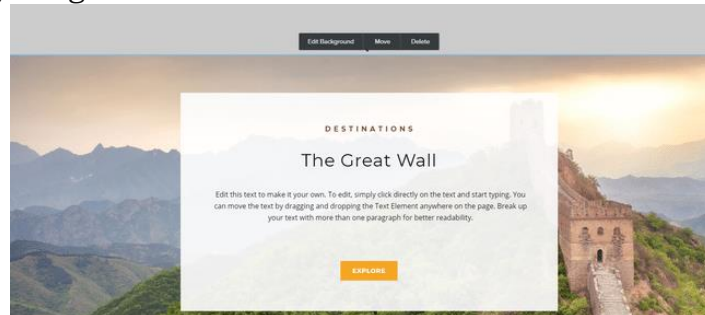 Edit Background Move Delete
DESTINATIONS
The Great Wall
Edit this text to make it your own. To edit, simply click directly on the text and start typing. You
can move the text by dragging and dropping the Text Element anywhere on the page. Break up
your text with more than one paragraph for better readability.
EXPLORE